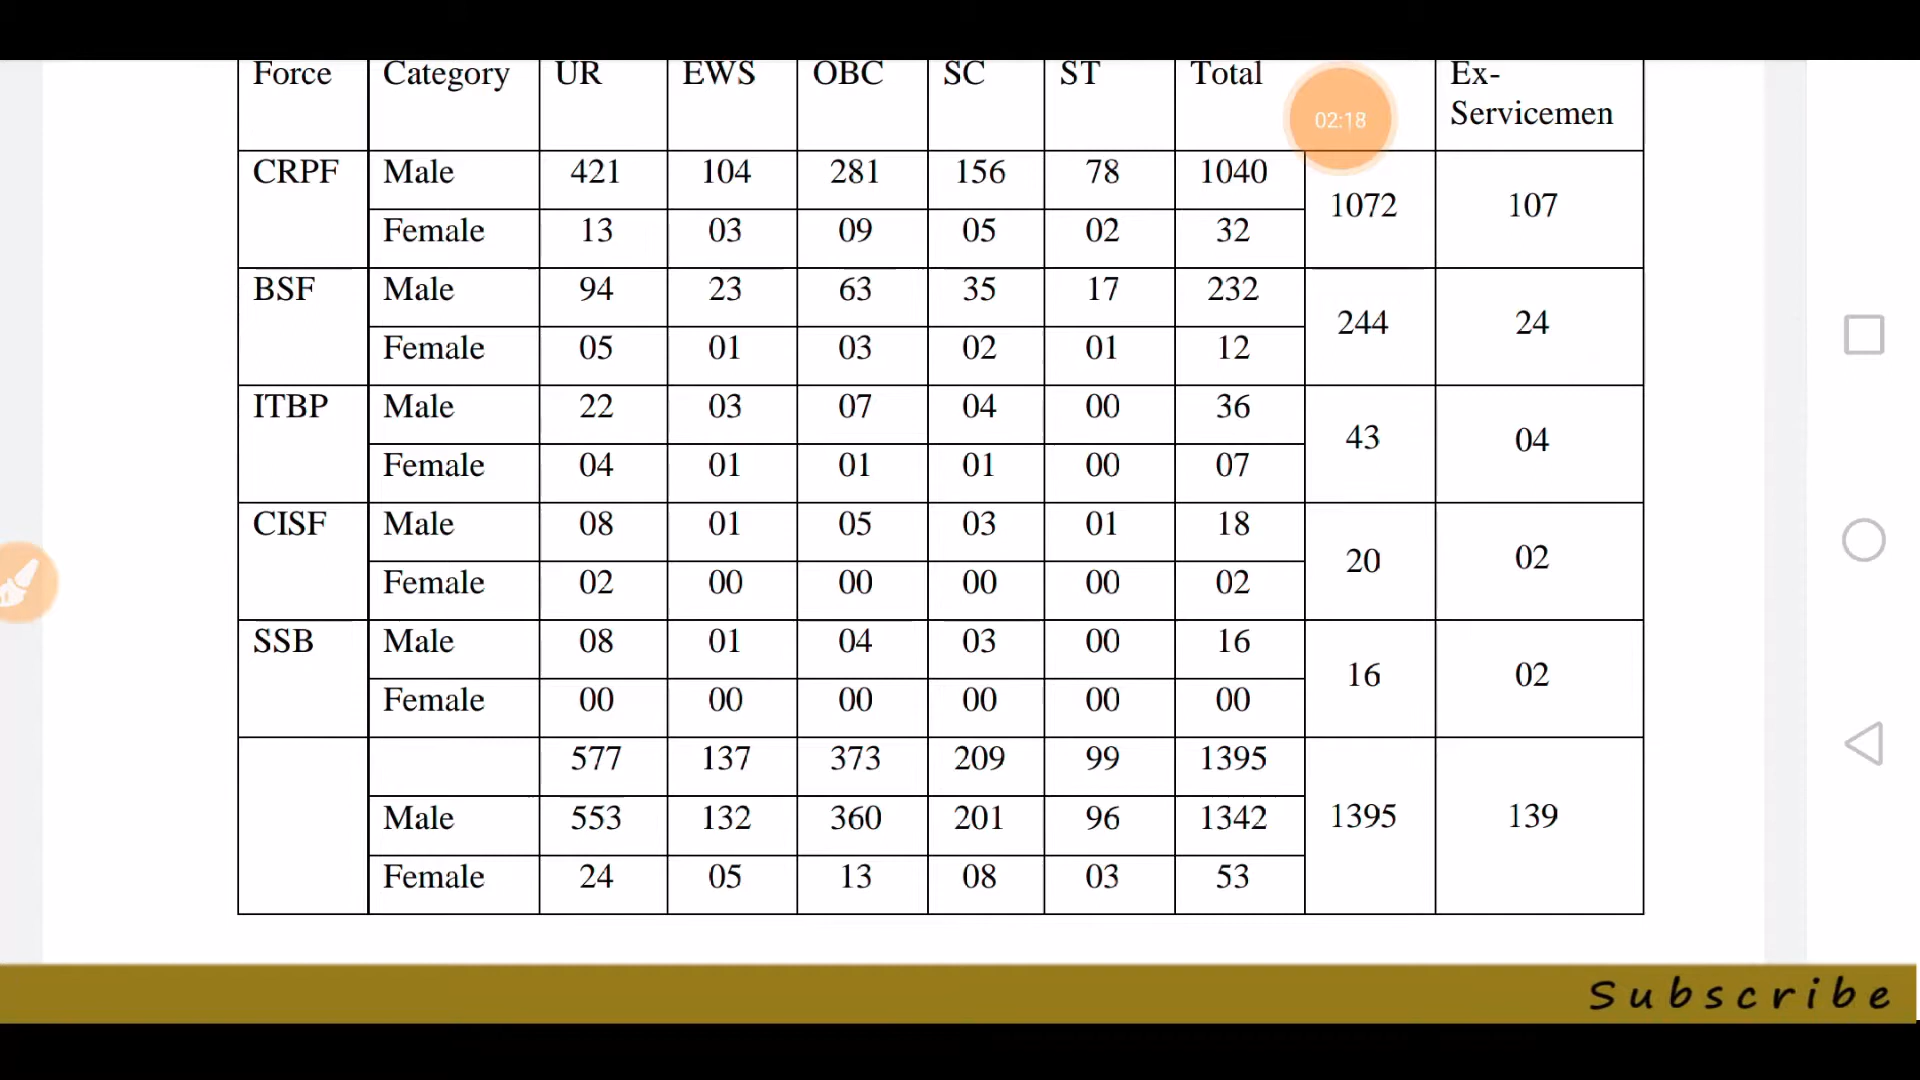 Force Category UR EWS OBC SC ST Total Ex-
Servicemen
02:18
CRPF Male 421 104 281 156 78 1040 1072 107
Female 13 03 09 05 02 32
BSF Male 94 23 63 35 17 232 244 24
Female 05 01 03 02 01 12
ITBP Male 22 03 07 04 00 36 43 04
Female 04 01 01 01 00 07
CISF Male 08 01 05 03 01 18 20 02
Female 02 00 00 00 00 02
SSB Male 08 01 04 03 00 16 16 02
Female 00 00 00 00 00 00
577 137 373 209 99 1395
Male 553 132 360 201 96 1342 1395 139
Female 24 05 13 08 03 53
Subscribe